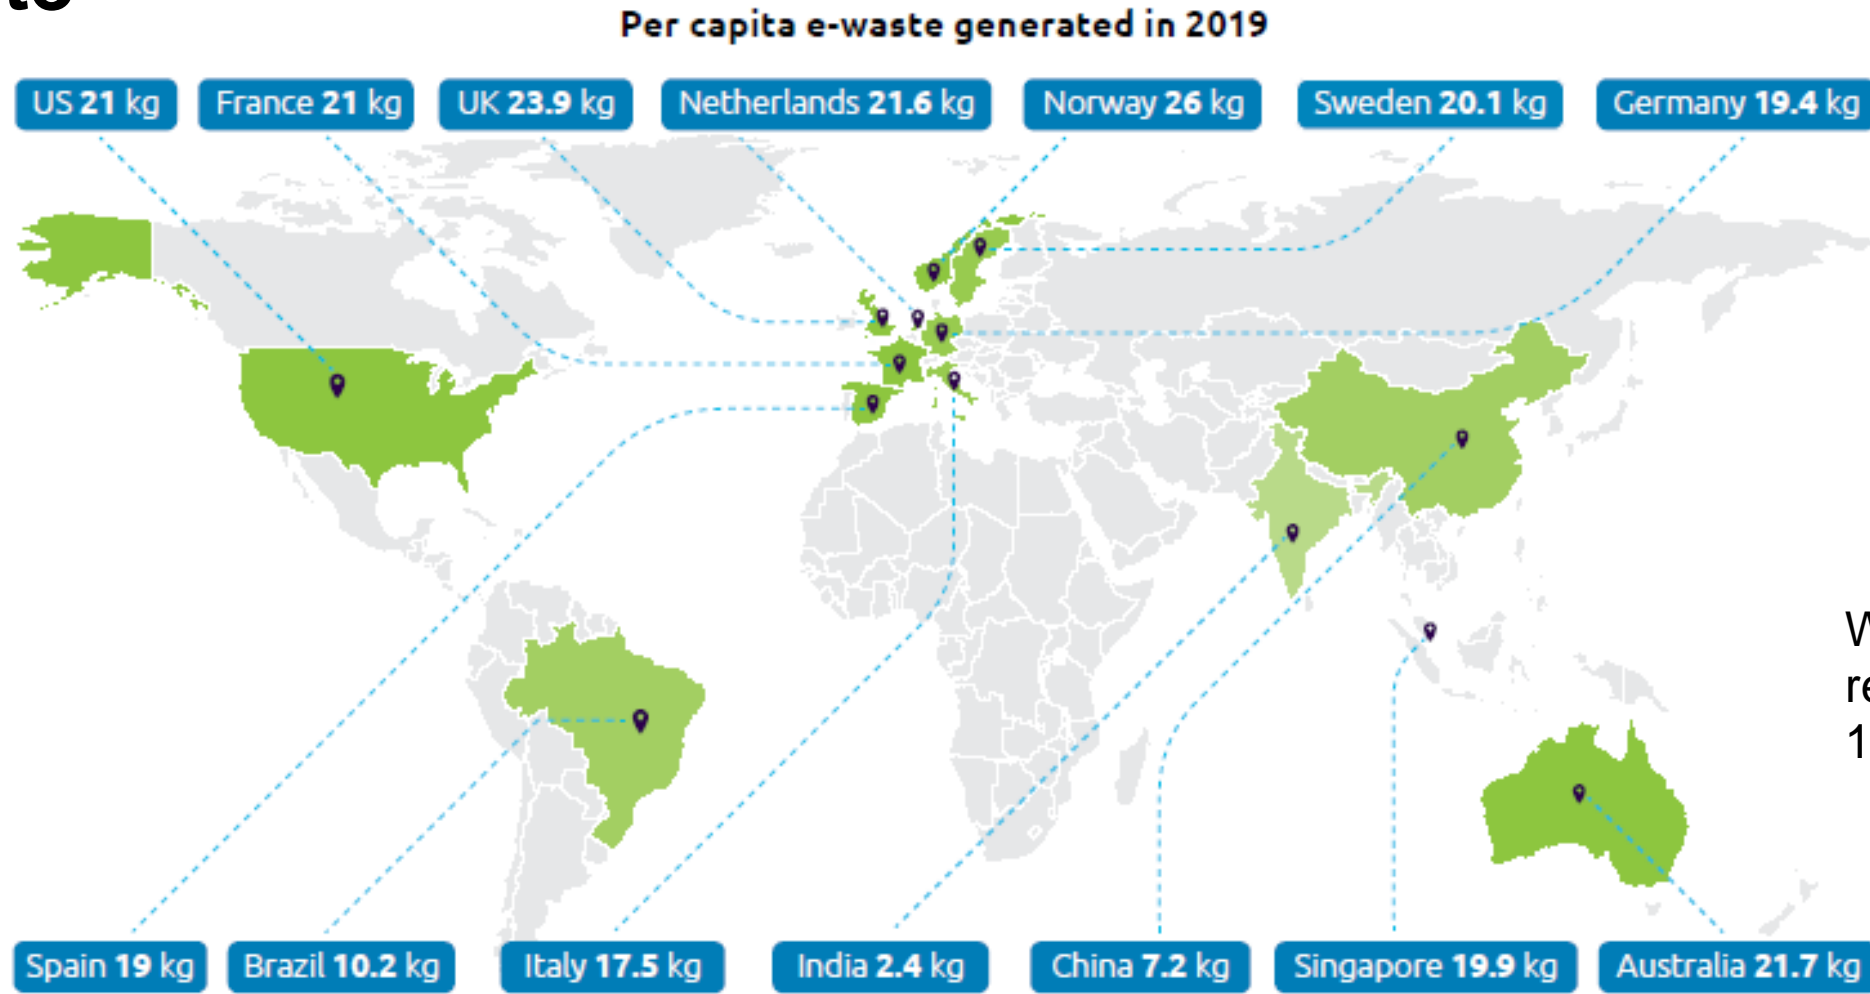 Per capita e-waste generated in 2019
US 21 kg
France 21 kg
UK 23.9 kg
Netherlands 21.6 kg
Norway 26 kg
Sweden 20.1 kg
Germany 19.4 kg
Spain 19 kg
Brazil 10.2 kg
Italy 17.5 kg
India 2.4 kg
China 7.2 kg
Singapore 19.9 kg
Australia 21.7 kg